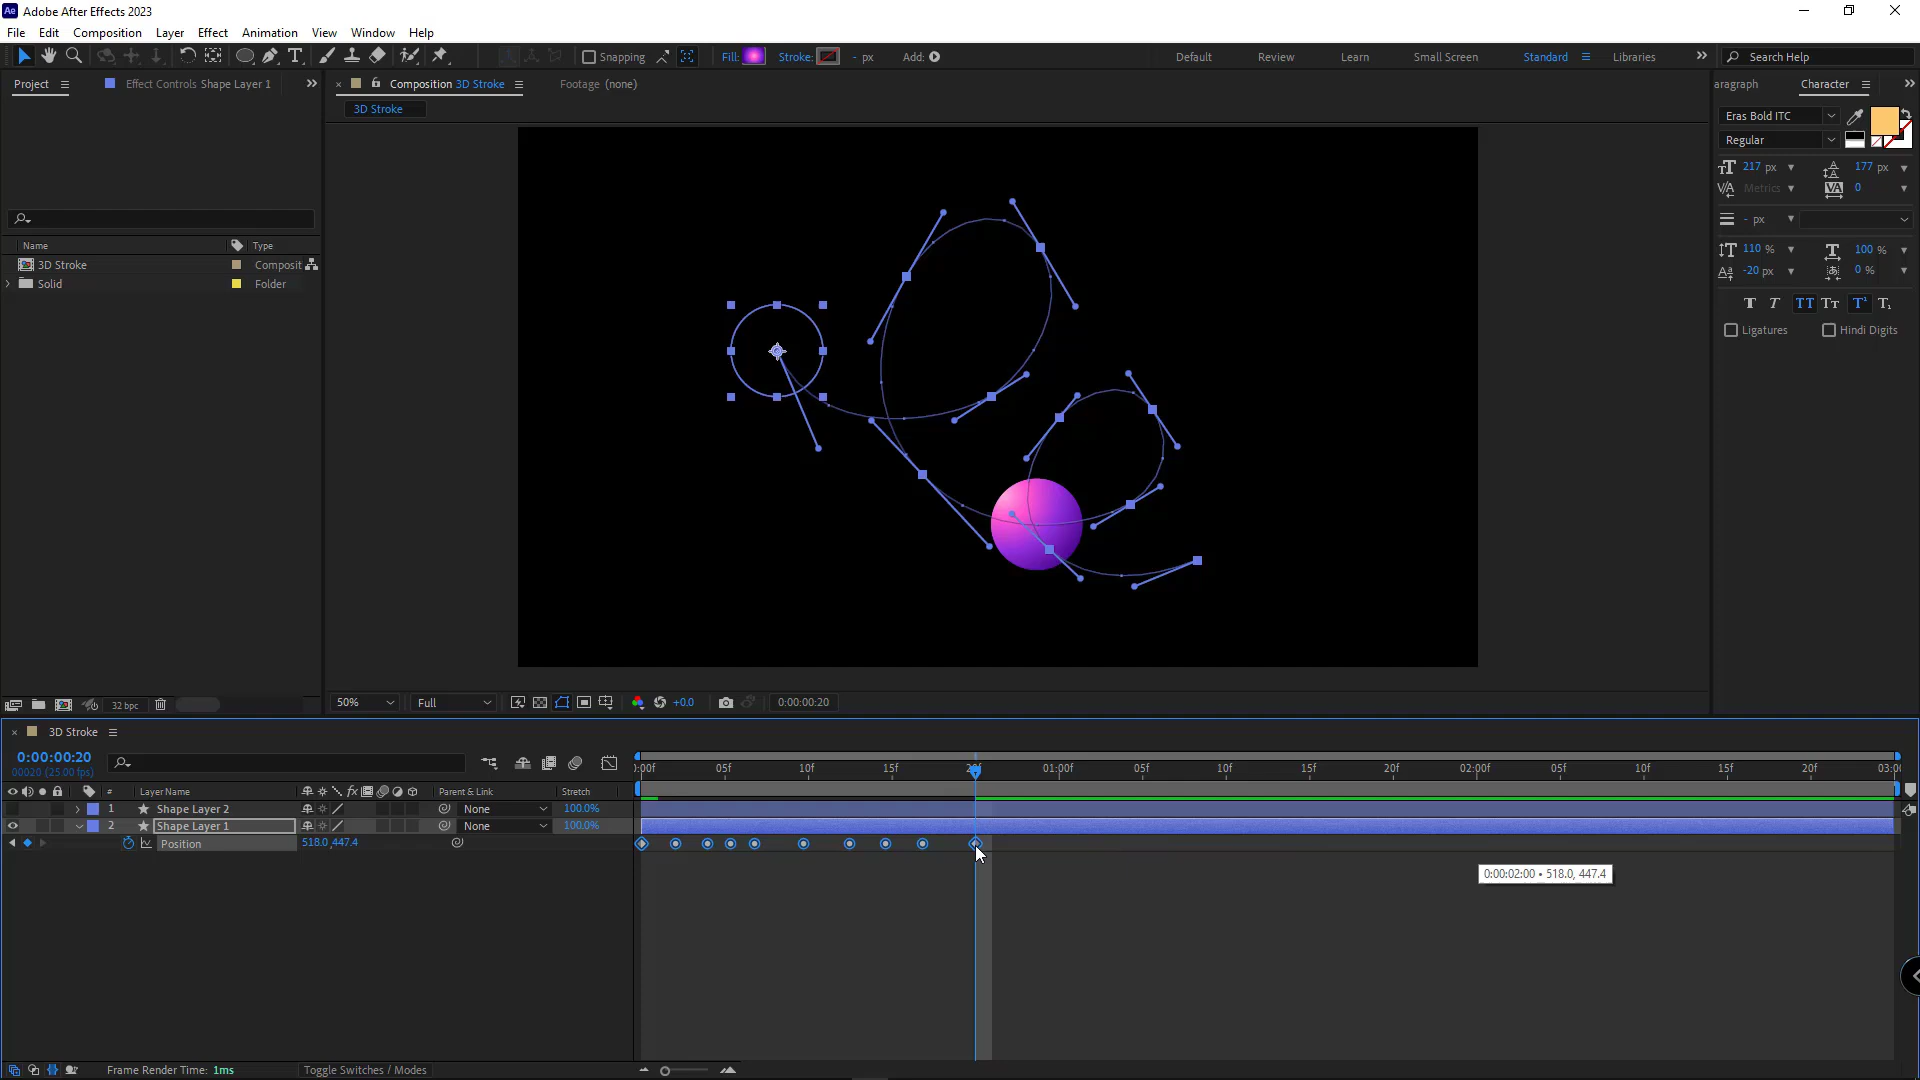 Ae Adobe After Effects 2023
File Edit Composition Layer Effect Animation View Window Help
Snapping Fill: Stroke: - px Add: Default Review Learn Small Screen Standard Libraries Search Help
Project Effect Controls Shape Layer 1 Composition 3D Stroke Footage (none) aragraph Character
3D Stroke
Eras Bold ITC
Regular
217 px 177 px
Metrics 0
- px
Name Type
110 % 100 %
3D Stroke Composit
-20 px 0 %
Solid Folder
Ligatures Hindi Digits
32 bpc 50% Full +0.0 0:00:00:20
3D Stroke
0:00:00:20
00020 (25.00 fps)
):00f 05f 10f 15f 20f 01:00f 05f 10f 15f 20f 02:00f 05f 10f 15f 20f 03:0
# Layer Name Parent & Link Stretch
1 Shape Layer 2 None 100.0%
2 Shape Layer 1 None 100.0%
Position 518.0,447.4
0:00:02:00 • 518.0, 447.4
Frame Render Time: 1ms Toggle Switches / Modes